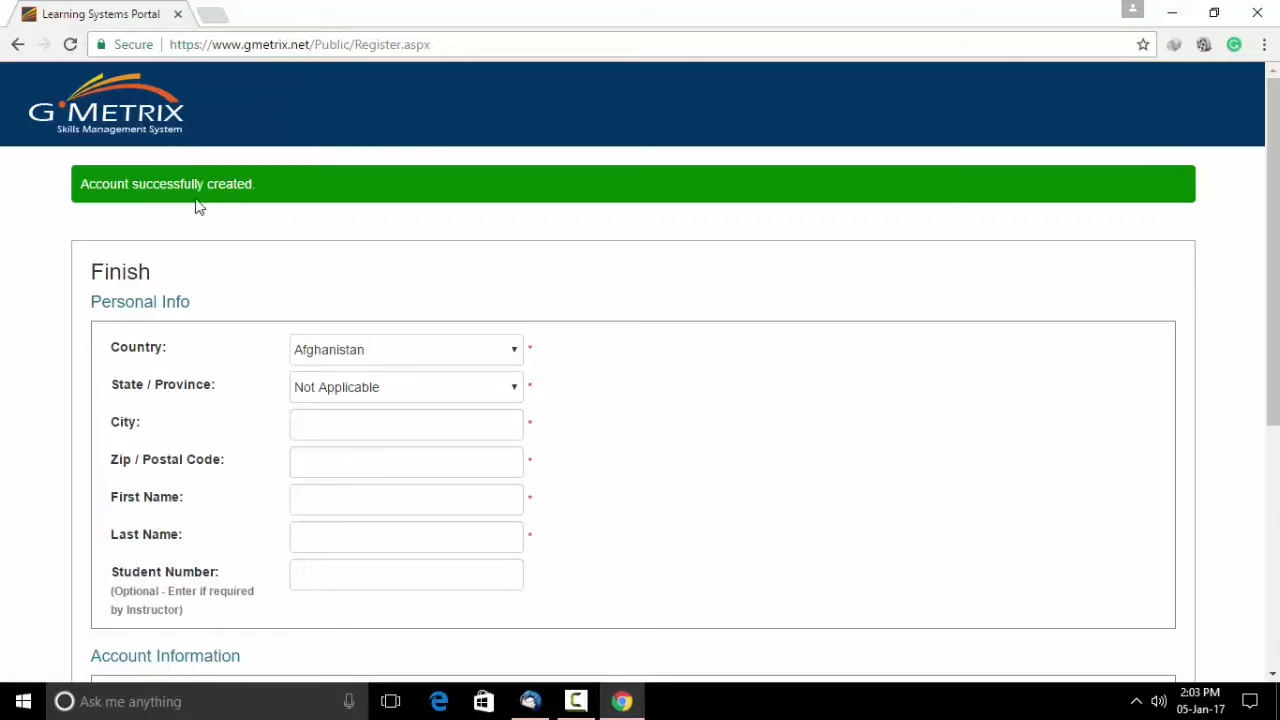 Learning Systems Portal
Secure
https://www.gmetrix.net/Public/Register.aspx
G METRIX
Skills Management System
Account successfully created.
Finish
Personal Info
Country:
Afghanistan
*
State / Province:
Not Applicable
*
City:
*
Zip / Postal Code:
*
First Name:
*
Last Name:
*
Student Number:
(Optional - Enter if required
by Instructor)
Account Information
Ask me anything
2:03 PM
05-Jan-17